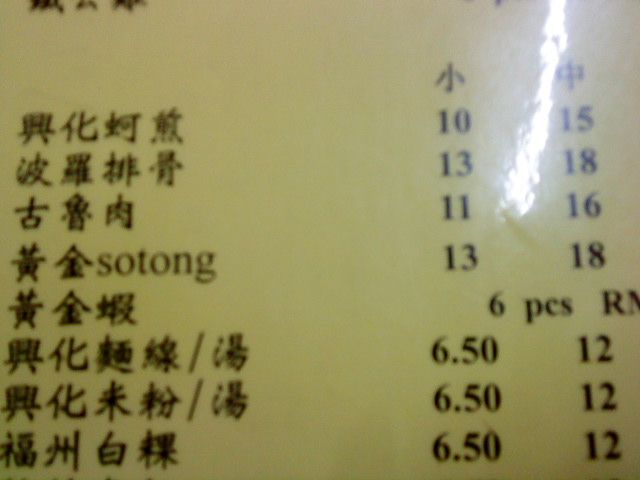 小 中
興化蚵煎 10 15
波羅排骨 13 18
古魯肉 11 16
黃金sotong 13 18
黃金蝦 6 pcs RM
興化麵線/湯 6.50 12
興化米粉/湯 6.50 12
福州白粿 6.50 12